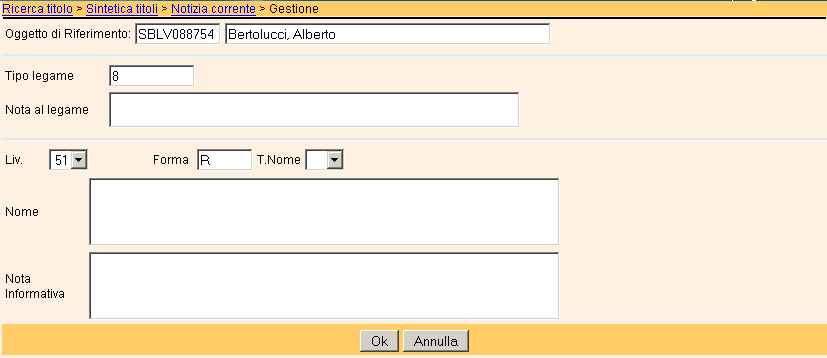 Ricerca titolo > Sintetica titoli > Notizia corrente > Gestione
Oggetto di Riferimento: SBLV088754 Bertolucci, Alberto
Tipo legame 8
Nota al legame
Liv. 51 Forma R T.Nome
Nome
Nota
Informativa
Ok Annulla